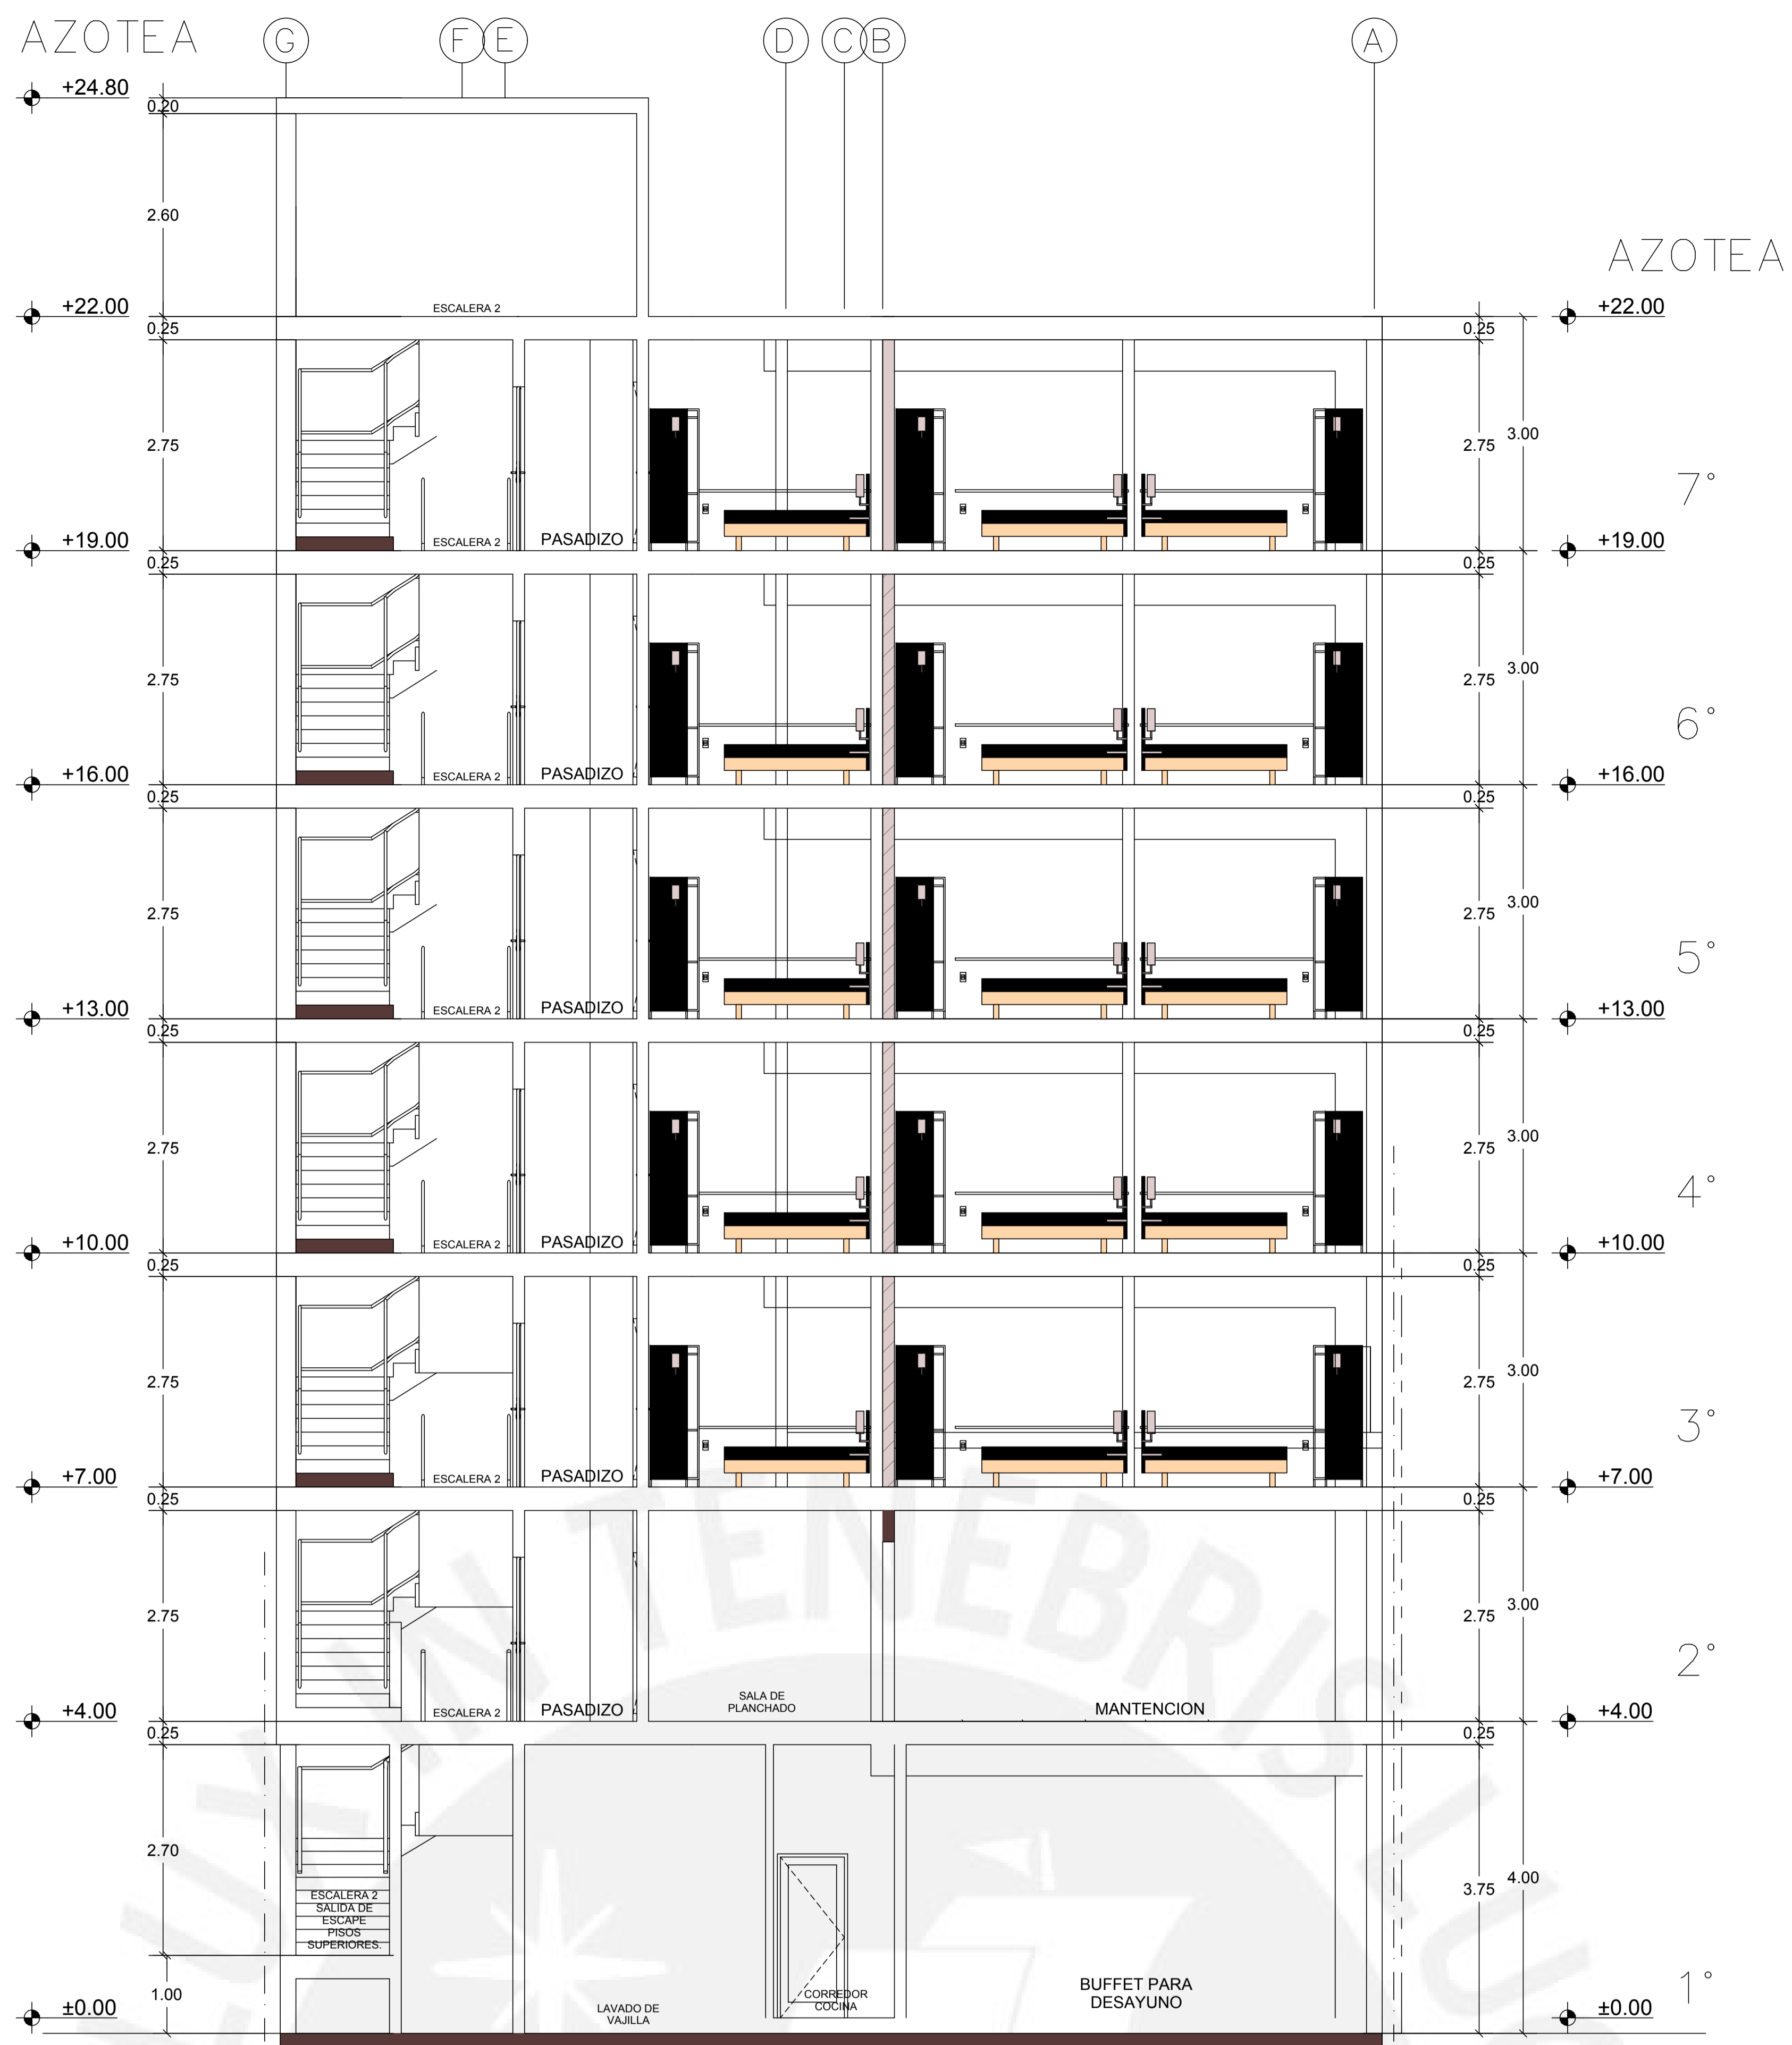 AZOTEA
G F E D C B A
+24.80
0.20
2.60
AZOTEA
+22.00 ESCALERA 2 +22.00
0.25 0.25
2.75 2.75 3.00
7°
+19.00 ESCALERA 2 PASADIZO +19.00
0.25 0.25
2.75 2.75 3.00
6°
+16.00 ESCALERA 2 PASADIZO +16.00
0.25 0.25
2.75 2.75 3.00
5°
+13.00 ESCALERA 2 PASADIZO +13.00
0.25 0.25
2.75 2.75 3.00
4°
+10.00 ESCALERA 2 PASADIZO +10.00
0.25 0.25
2.75 2.75 3.00
3°
+7.00 ESCALERA 2 PASADIZO +7.00
0.25 0.25
2.75 2.75 3.00
2°
SALA DE
PLANCHADO
+4.00 ESCALERA 2 PASADIZO MANTENCION +4.00
0.25 0.25
2.70 3.75 4.00
ESCALERA 2
SALIDA DE
ESCAPE
PISOS
SUPERIORES.
1.00
1°
CORREDOR
COCINA
BUFFET PARA
DESAYUNO
LAVADO DE
VAJILLA
±0.00 ±0.00
LUX IN TENEBRIS LUC